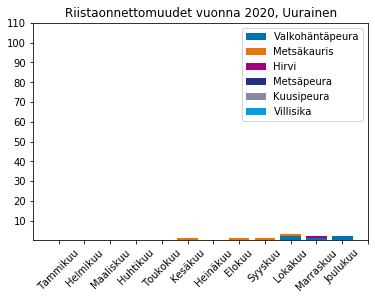 Riistaonnettomuudet vuonna 2020, Uurainen
110
100
90
80
70
60
50
40
30
20
10
Valkohäntäpeura
Metsäkauris
Hirvi
Metsäpeura
Kuusipeura
Villisika
Tammikuu
Helmikuu
Maaliskuu
Huhtikuu
Toukokuu
Kesäkuu
Heinäkuu
Elokuu
Syyskuu
Lokakuu
Marraskuu
Joulukuu